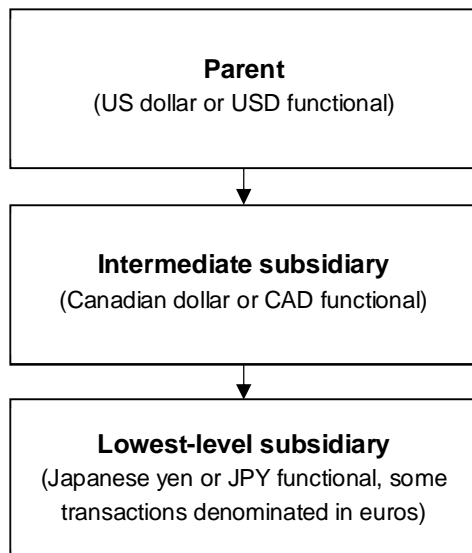 Parent
(US dollar or USD functional)
Intermediate subsidiary
(Canadian dollar or CAD functional)
Lowest-level subsidiary
(Japanese yen or JPY functional, some
transactions denominated in euros)